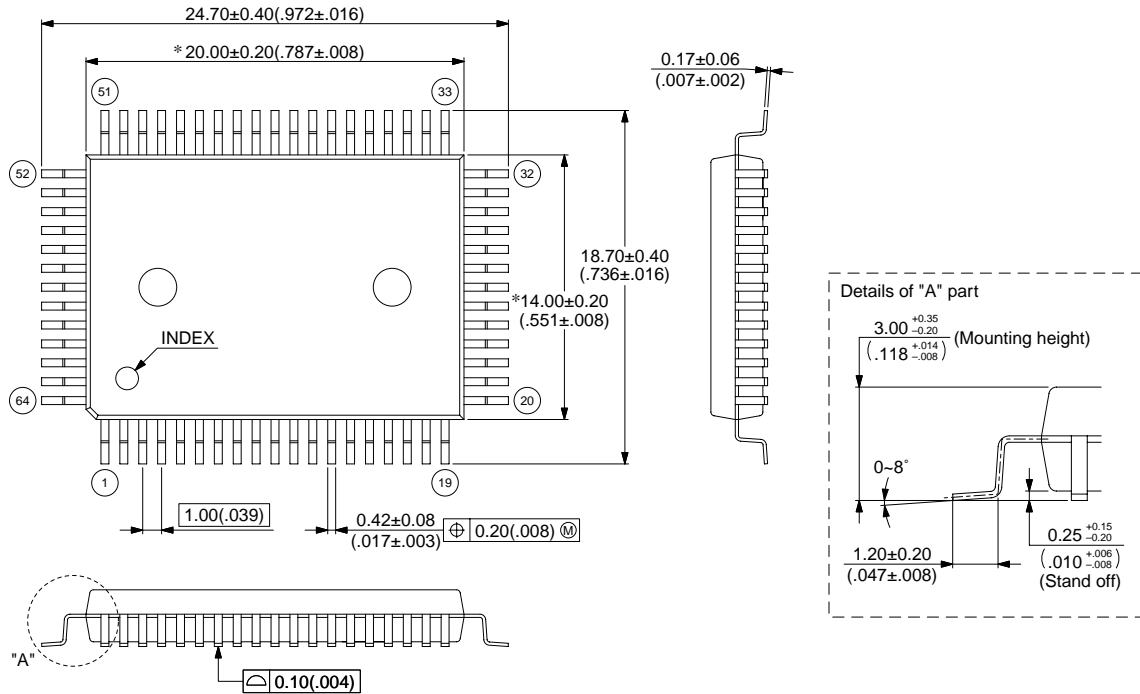 24.70±0.40(.972±.016)
*20.00±0.20(.787±.008)
0.17±0.06
(.007±.002)
51
33
52
32
18.70±0.40
(.736±.016)
*14.00±0.20
(.551±.008)
INDEX
64
20
1
19
1.00(.039)
0.42±0.08
(.017±.003)
⌖ 0.20(.008) Ⓜ
"A"
⌓ 0.10(.004)
Details of "A" part
3.00 +0.35 −0.20 (Mounting height)
(.118 +.014 −.008)
0~8°
1.20±0.20
(.047±.008)
0.25 +0.15 −0.20
(.010 +.006 −.008)
(Stand off)